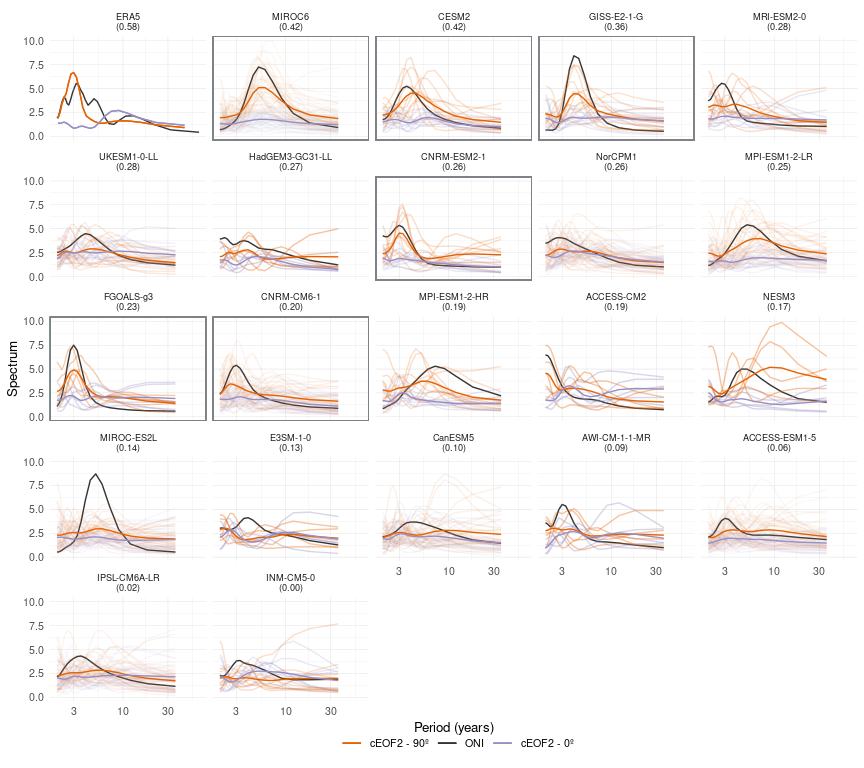 ERA5 MIROC6 CESM2 GISS-E2-1-G MRI-ESM2-0
(0.58) (0.42) (0.42) (0.36) (0.28)
10.0
7.5
5.0
2.5
0.0
UKESM1-0-LL HadGEM3-GC31-LL CNRM-ESM2-1 NorCPM1 MPI-ESM1-2-LR
(0.28) (0.27) (0.26) (0.26) (0.25)
10.0
7.5
5.0
2.5
0.0
FGOALS-g3 CNRM-CM6-1 MPI-ESM1-2-HR ACCESS-CM2 NESM3
(0.23) (0.20) (0.19) (0.19) (0.17)
10.0
7.5
5.0
2.5
0.0
Spectrum
MIROC-ES2L E3SM-1-0 CanESM5 AWI-CM-1-1-MR ACCESS-ESM1-5
(0.14) (0.13) (0.10) (0.09) (0.06)
10.0
7.5
5.0
2.5
0.0
3 10 30 3 10 30 3 10 30
IPSL-CM6A-LR INM-CM5-0
(0.02) (0.00)
10.0
7.5
5.0
2.5
0.0
3 10 30 3 10 30
Period (years)
cEOF2 - 90º ONI cEOF2 - 0º